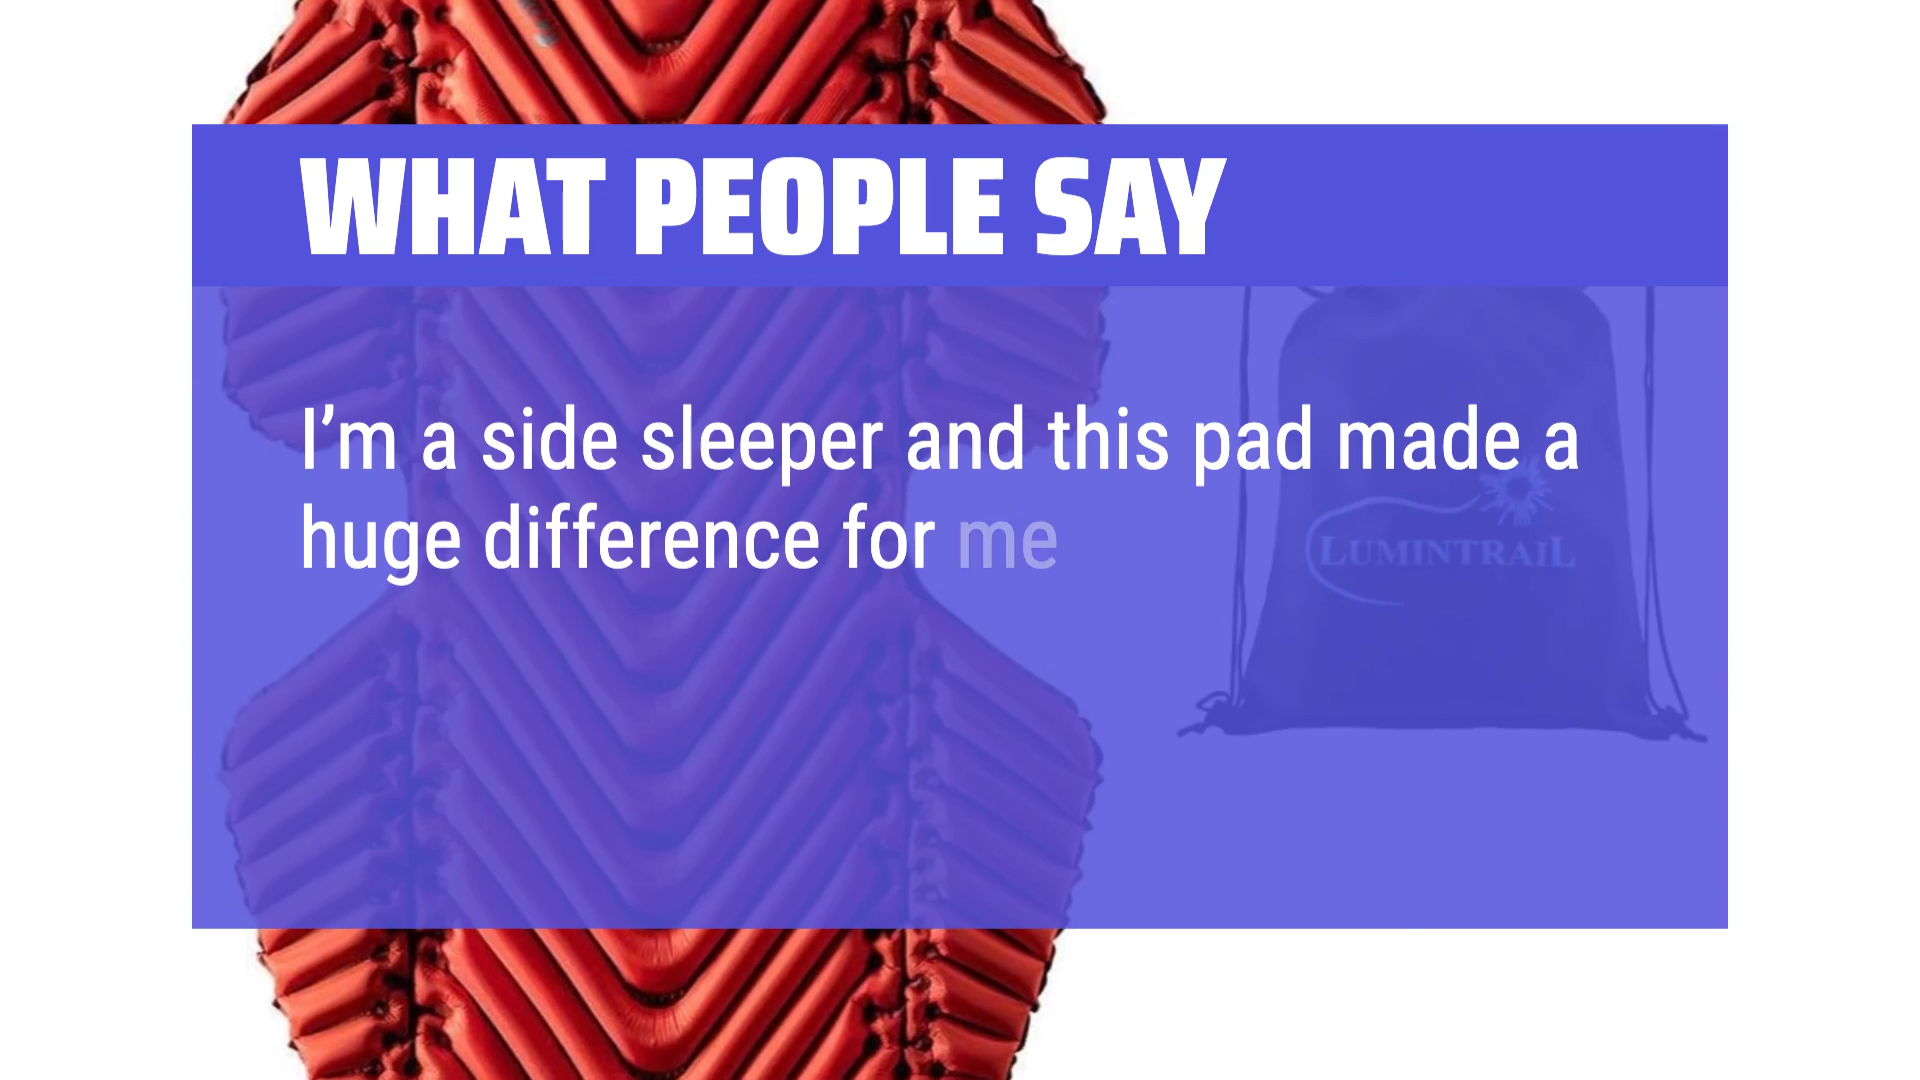 WHAT PEOPLE SAY
I’m a side sleeper and this pad made a
huge difference for me
LUMINTRAIL